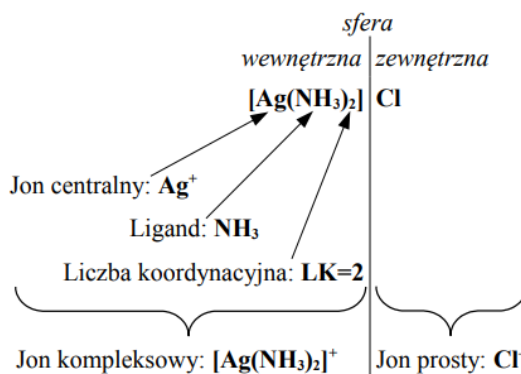 sfera
wewnętrzna zewnętrzna
[Ag(NH₃)₂] Cl
Jon centralny: Ag⁺
Ligand: NH₃
Liczba koordynacyjna: LK=2
Jon kompleksowy: [Ag(NH₃)₂]⁺ Jon prosty: Cl⁻